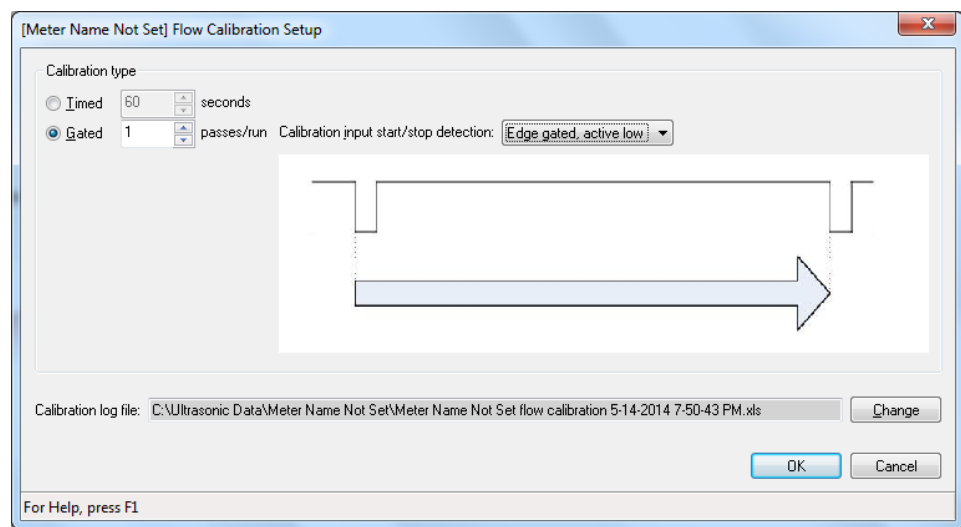 [Meter Name Not Set] Flow Calibration Setup
Calibration type
Timed 60 seconds
Gated 1 passes/run Calibration input start/stop detection: Edge gated, active low
Calibration log file: C:\Ultrasonic Data\Meter Name Not Set\Meter Name Not Set flow calibration 5-14-2014 7-50-43 PM.xls Change
OK Cancel
For Help, press F1